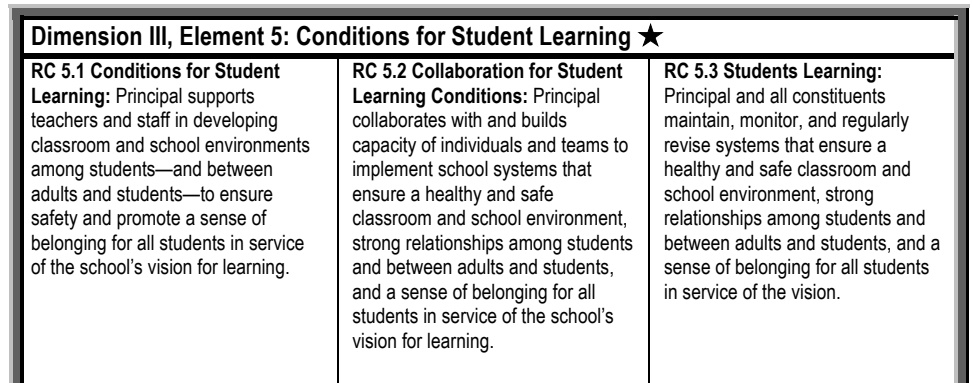 Dimension III, Element 5: Conditions for Student Learning ★
RC 5.1 Conditions for Student
Learning: Principal supports
teachers and staff in developing
classroom and school environments
among students—and between
adults and students—to ensure
safety and promote a sense of
belonging for all students in service
of the school's vision for learning.
RC 5.2 Collaboration for Student
Learning Conditions: Principal
collaborates with and builds
capacity of individuals and teams to
implement school systems that
ensure a healthy and safe
classroom and school environment,
strong relationships among students
and between adults and students,
and a sense of belonging for all
students in service of the school's
vision for learning.
RC 5.3 Students Learning:
Principal and all constituents
maintain, monitor, and regularly
revise systems that ensure a
healthy and safe classroom and
school environment, strong
relationships among students and
between adults and students, and a
sense of belonging for all students
in service of the vision.